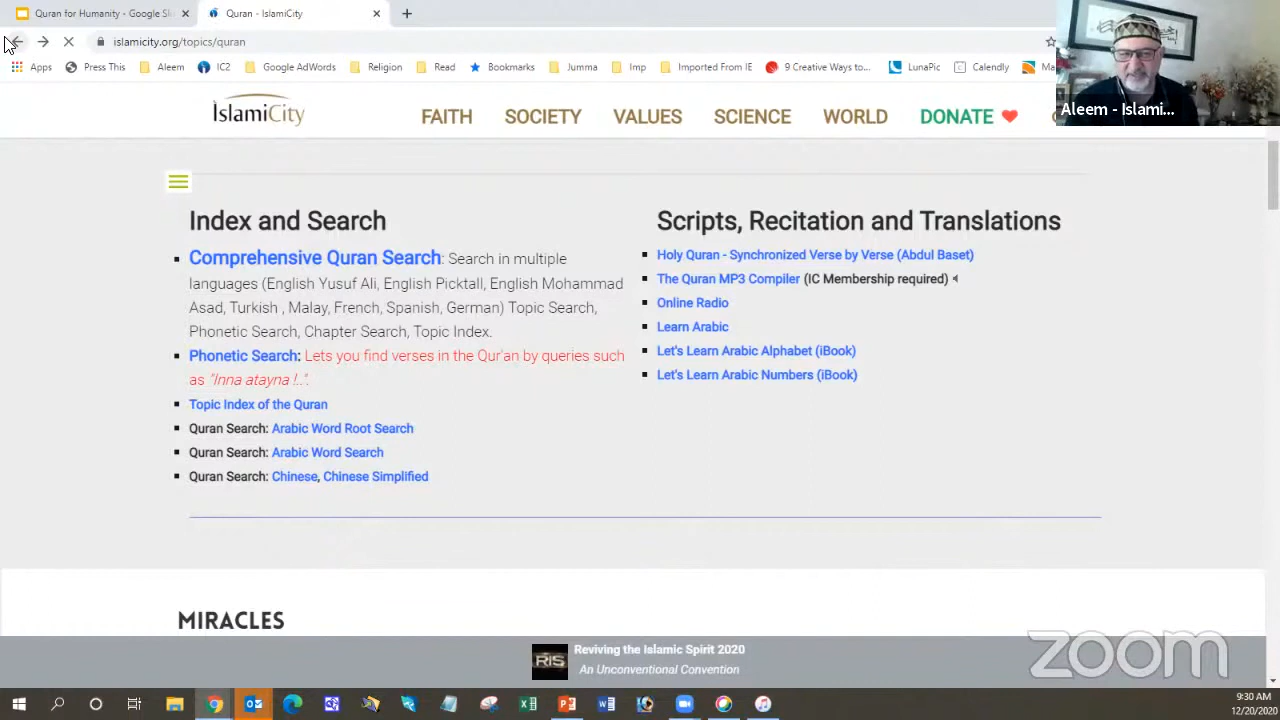 Quran for Humanity - Google Sl
Quran - IslamiCity
islamicity.org/topics/quran
Apps
Press This
Aleem
IC2
Google AdWords
Religion
Read
Bookmarks
Jumma
Imp
Imported From IE
9 Creative Ways to...
LunaPic
Calendly
Ma
Aleem - Islami...
IslamiCity
FAITH
SOCIETY
VALUES
SCIENCE
WORLD
DONATE
Index and Search
Comprehensive Quran Search: Search in multiple
languages (English Yusuf Ali, English Picktall, English Mohammad
Asad, Turkish , Malay, French, Spanish, German) Topic Search,
Phonetic Search, Chapter Search, Topic Index.
Phonetic Search: Lets you find verses in the Qur'an by queries such
as "Inna atayna !..".
Topic Index of the Quran
Quran Search: Arabic Word Root Search
Quran Search: Arabic Word Search
Quran Search: Chinese, Chinese Simplified
Scripts, Recitation and Translations
Holy Quran - Synchronized Verse by Verse (Abdul Baset)
The Quran MP3 Compiler (IC Membership required)
Online Radio
Learn Arabic
Let's Learn Arabic Alphabet (iBook)
Let's Learn Arabic Numbers (iBook)
MIRACLES
RIS
Reviving the Islamic Spirit 2020
An Unconventional Convention
zoom
9:30 AM
12/20/2020